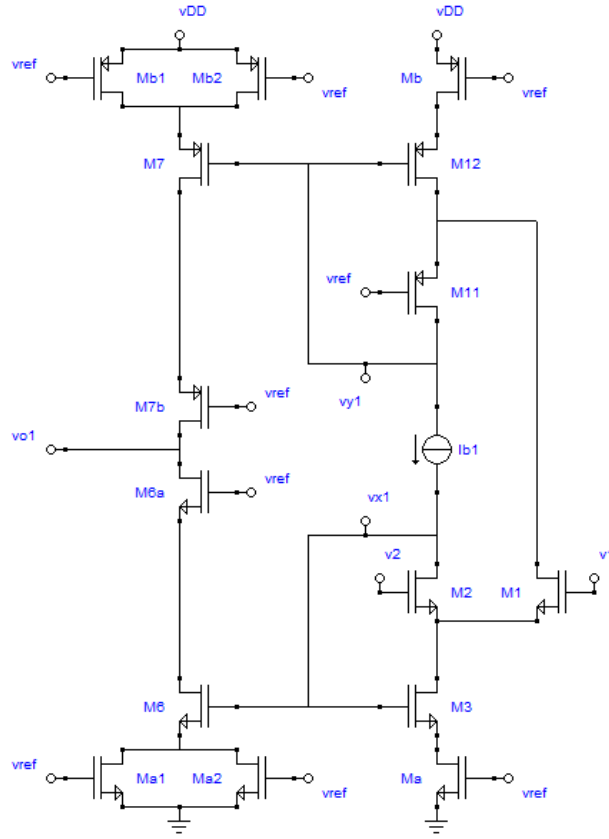 vDD vDD
vref Mb1 Mb2 vref Mb vref
M7 M12
vref M11
vy1
M7b vref
vo1 Ib1
M6a vref
vx1
v2 M2 M1
M6 M3
vref Ma1 Ma2 vref Ma vref